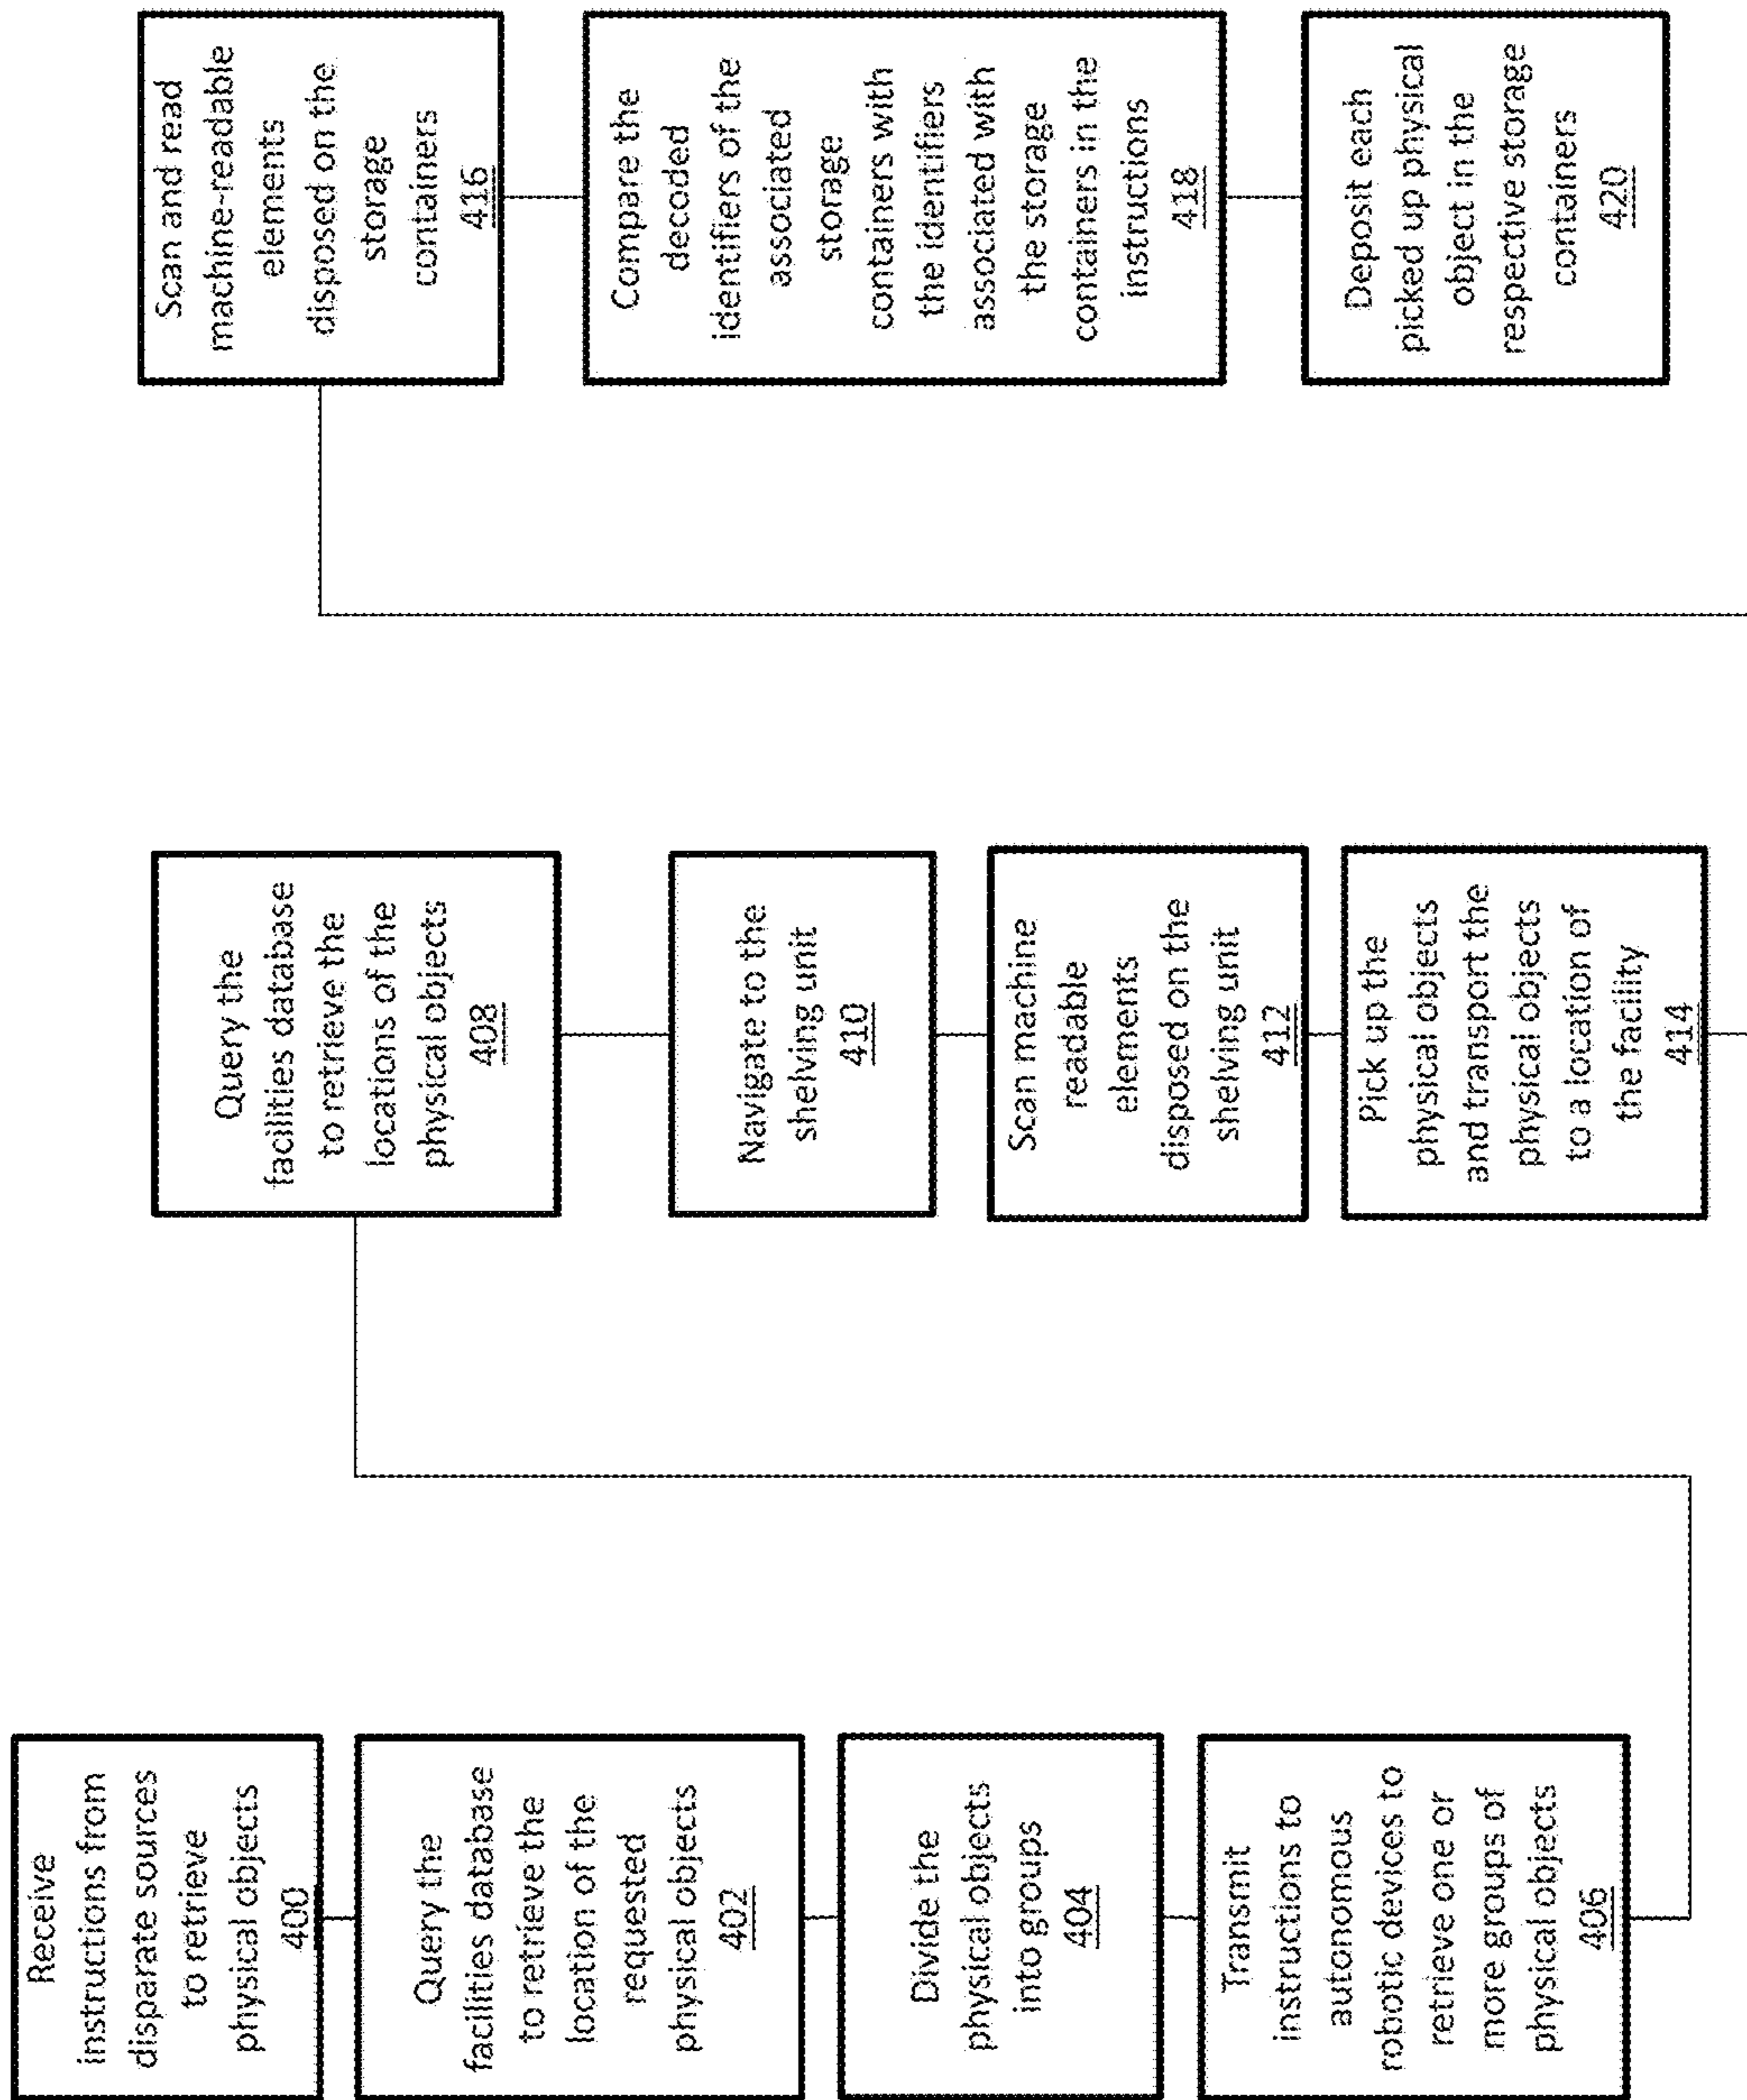 Receive
instructions from
disparate sources
to retrieve
physical objects
400
Query the
facilities database
to retrieve the
location of the
requested
physical objects
402
Divide the
physical objects
into groups
404
Transmit
instructions to
autonomous
robotic devices to
retrieve one or
more groups of
physical objects
406
Query the
facilities database
to retrieve the
locations of the
physical objects
408
Navigate to the
shelving unit
410
Scan machine
readable
elements
disposed on the
shelving unit
412
Pick up the
physical objects
and transport the
physical objects
to a location of
the facility
414
Scan and read
machine-readable
elements
disposed on the
storage
containers
416
Compare the
decoded
identifiers of the
associated
storage
containers with
the identifiers
associated with
the storage
containers in the
instructions
418
Deposit each
picked up physical
object in the
respective storage
containers
420